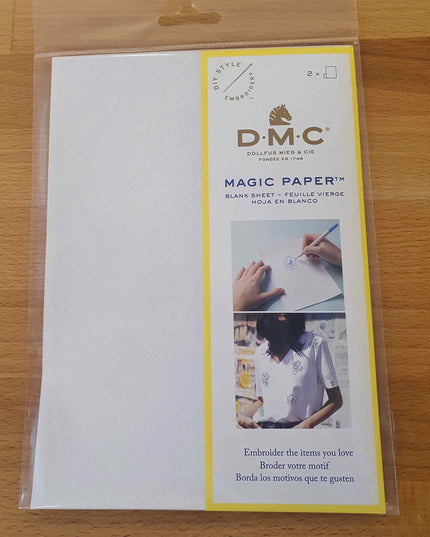 DIY STYLE
EMBROIDERY
2 ×
D·M·C®
DOLLFUS MIEG & CIE
FONDÉE EN 1746
MAGIC PAPER™
BLANK SHEET – FEUILLE VIERGE
HOJA EN BLANCO
Embroider the items you love
Broder votre motif
Borda los motivos que te gusten